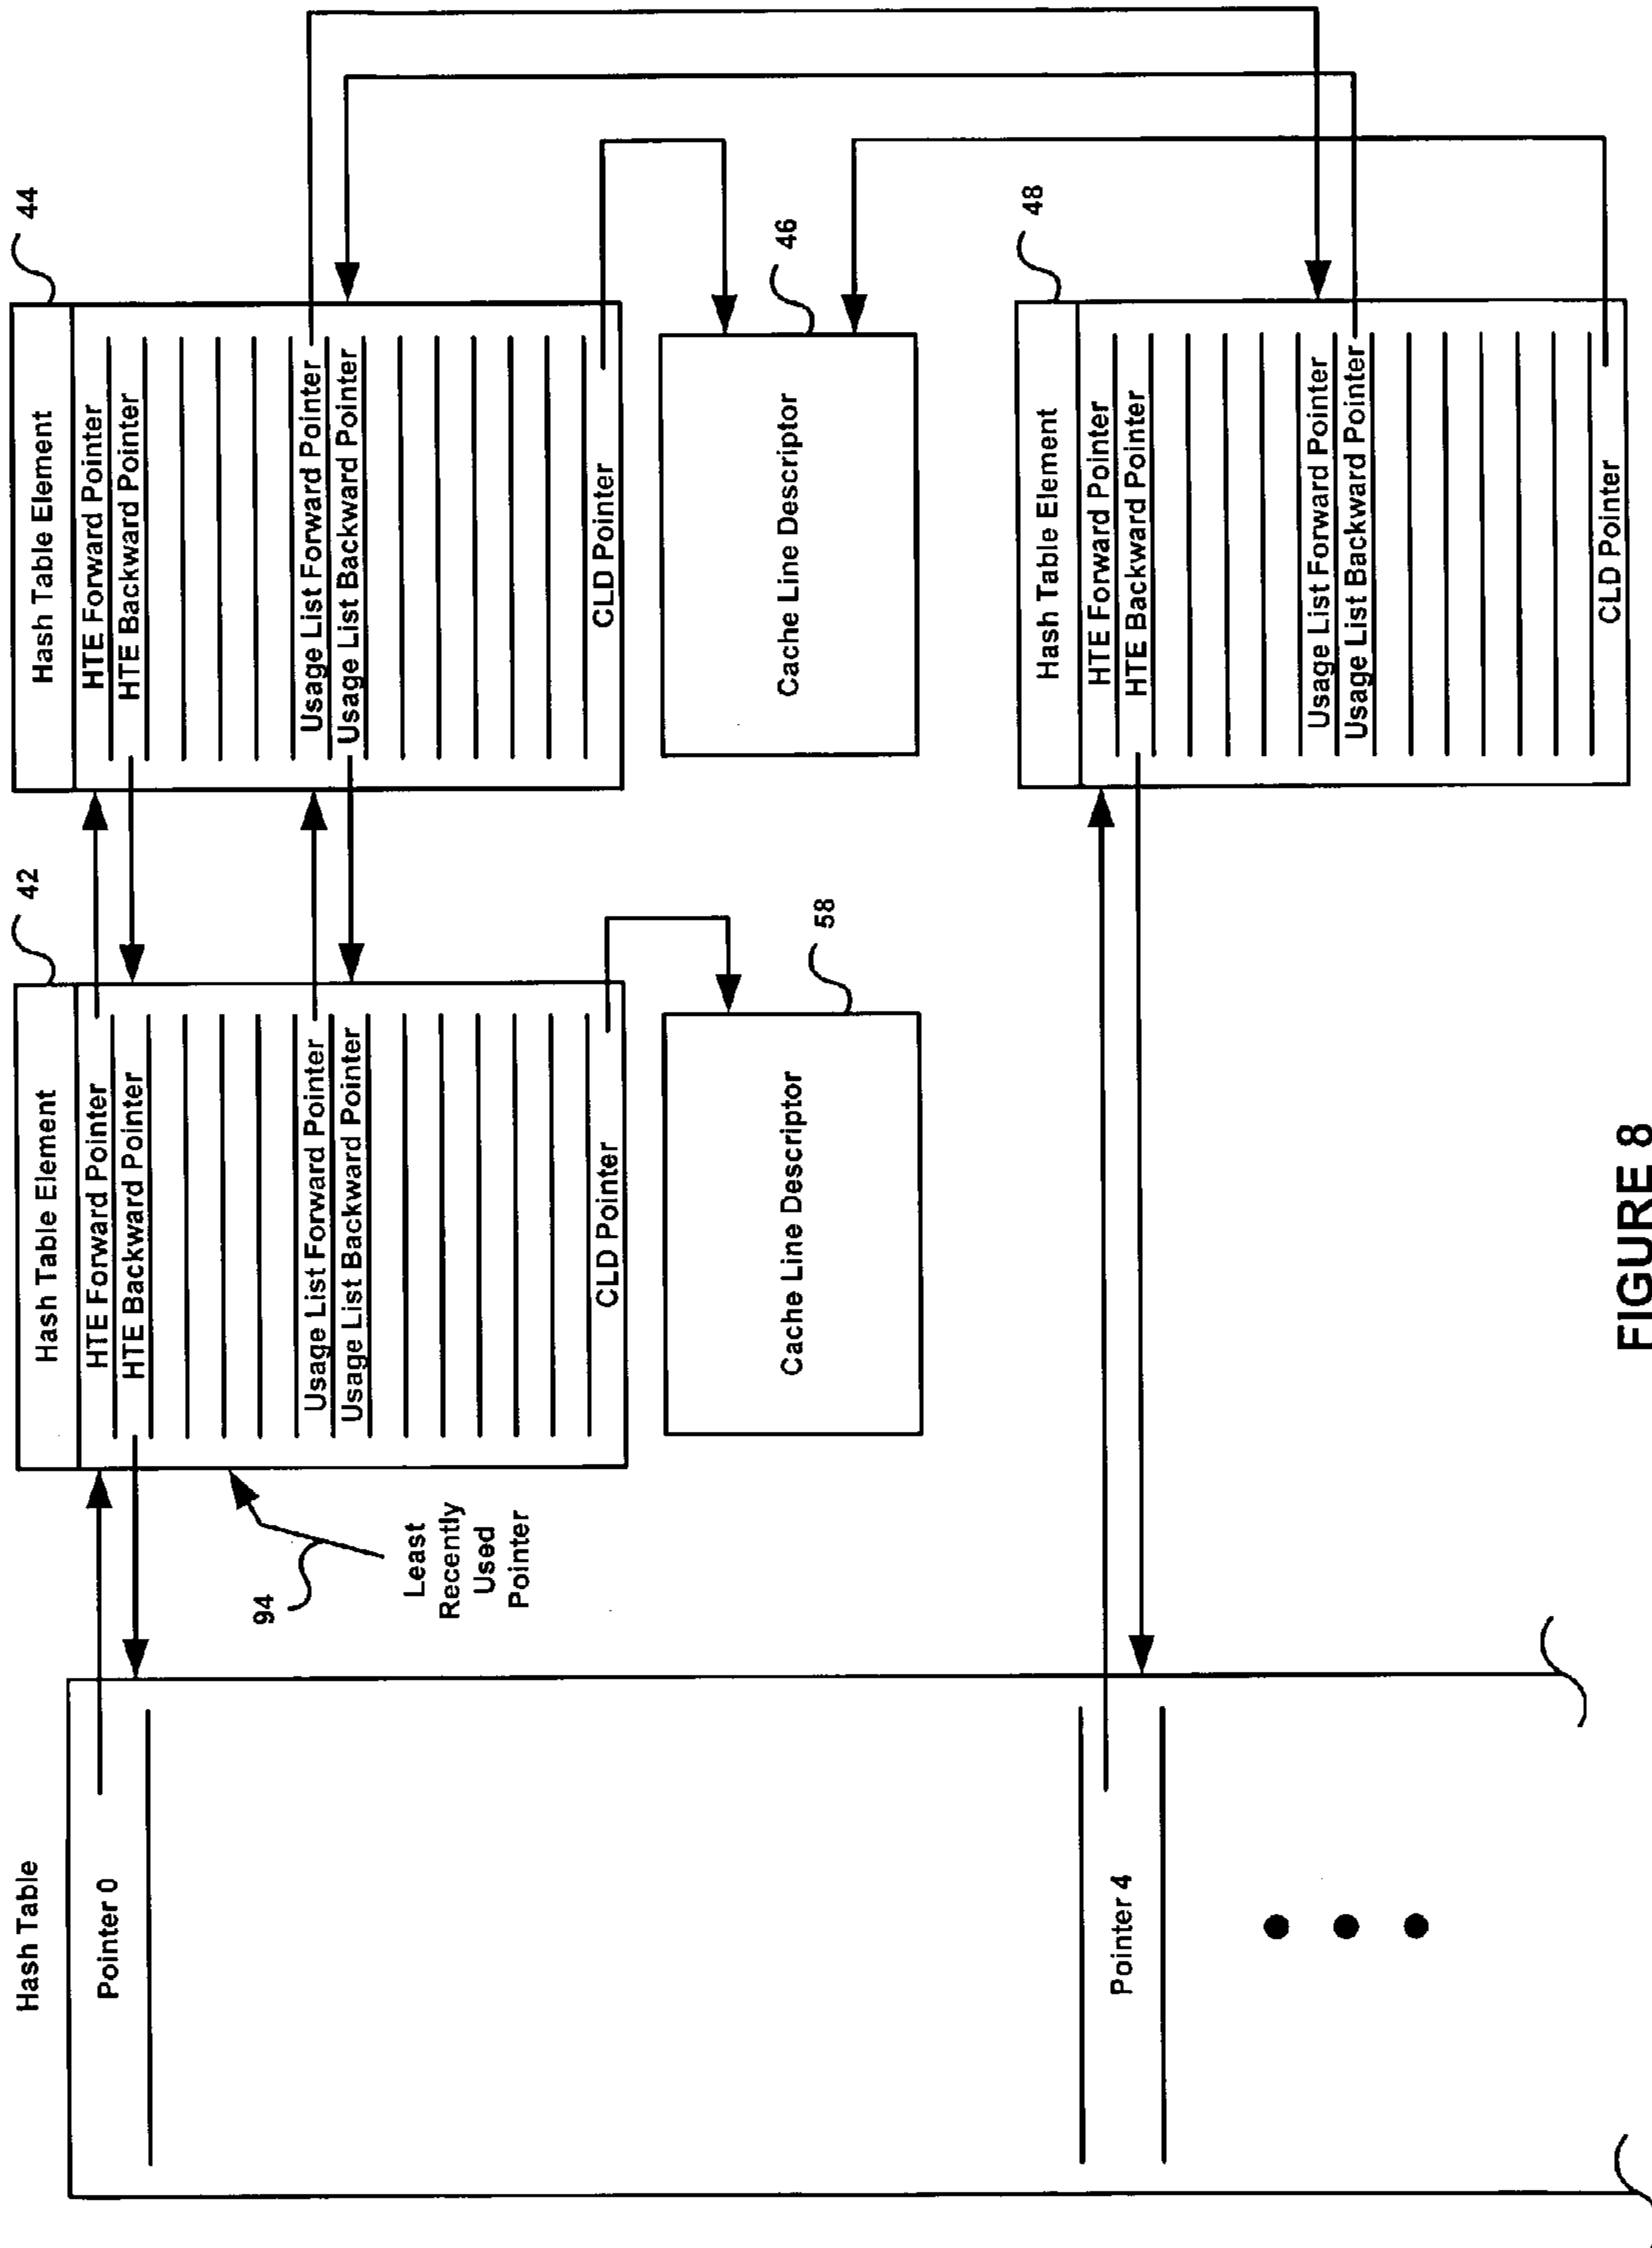 Hash Table
Pointer 0
Pointer 4
94
Least
Recently
Used
Pointer
42
Hash Table Element
HTE Forward Pointer
HTE Backward Pointer
Usage List Forward Pointer
Usage List Backward Pointer
CLD Pointer
58
Cache Line Descriptor
44
Hash Table Element
HTE Forward Pointer
HTE Backward Pointer
Usage List Forward Pointer
Usage List Backward Pointer
CLD Pointer
46
Cache Line Descriptor
48
Hash Table Element
HTE Forward Pointer
HTE Backward Pointer
Usage List Forward Pointer
Usage List Backward Pointer
CLD Pointer
FIGURE 8